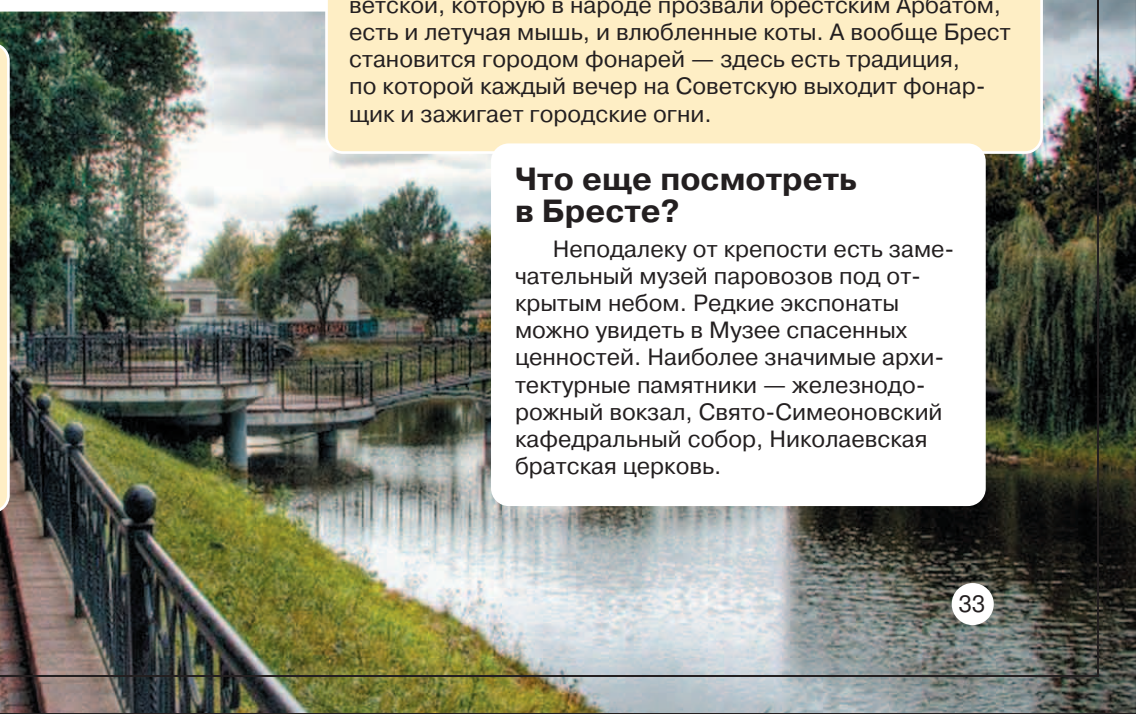 ветской, которую в народе прозвали брестским Арбатом,
есть и летучая мышь, и влюбленные коты. А вообще Брест
становится городом фонарей — здесь есть традиция,
по которой каждый вечер на Советскую выходит фонар-
щик и зажигает городские огни.
Что еще посмотреть
в Бресте?
Неподалеку от крепости есть заме-
чательный музей паровозов под от-
крытым небом. Редкие экспонаты
можно увидеть в Музее спасенных
ценностей. Наиболее значимые архи-
тектурные памятники — железнодо-
рожный вокзал, Свято-Симеоновский
кафедральный собор, Николаевская
братская церковь.
33